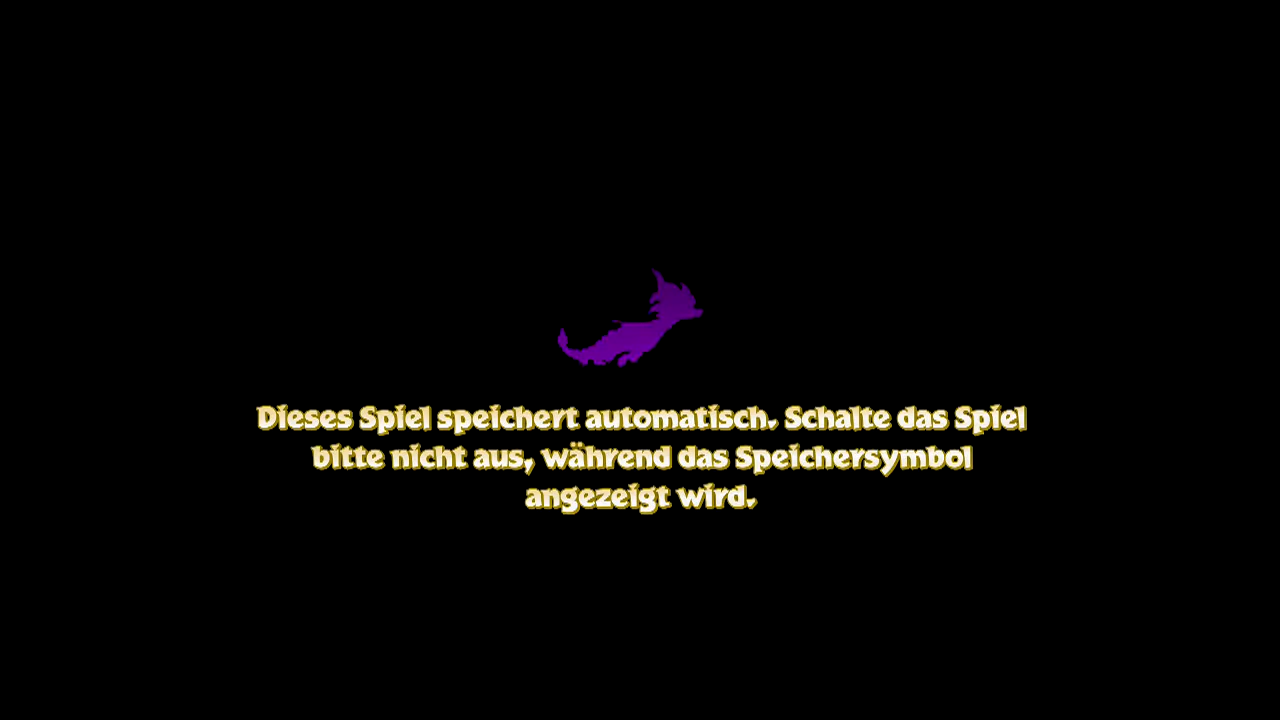 Dieses Spiel speichert automatisch. Schalte das Spiel
bitte nicht aus, während das Speichersymbol
angezeigt wird.